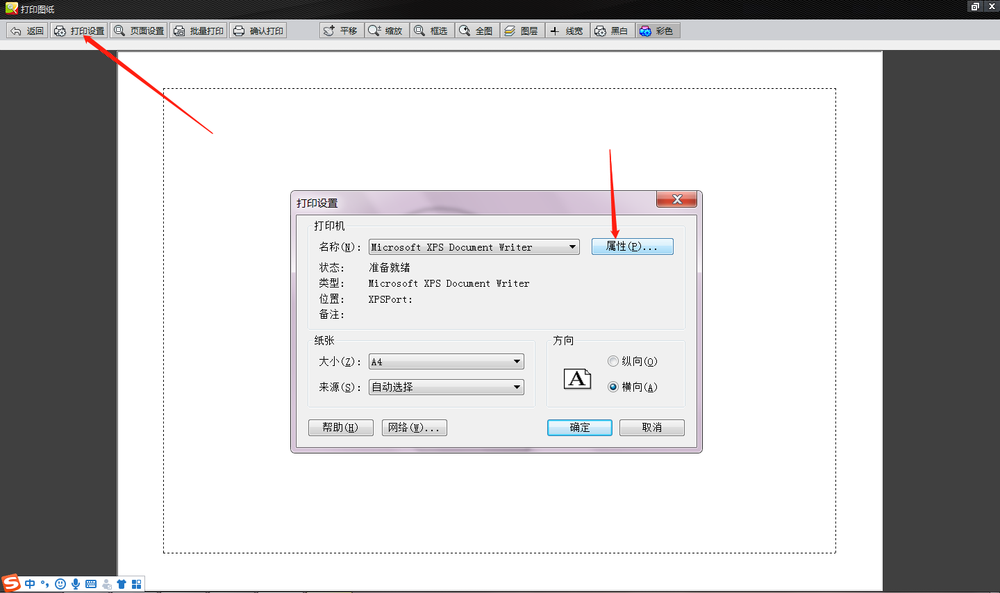 打印图纸
返回 打印设置 页面设置 批量打印 确认打印 平移 缩放 框选 全图 图层 线宽 黑白 彩色
打印设置
打印机
名称(N): Microsoft XPS Document Writer 属性(P)...
状态: 准备就绪
类型: Microsoft XPS Document Writer
位置: XPSPort:
备注:
纸张
大小(Z): A4
来源(S): 自动选择
方向
A
纵向(O)
横向(A)
帮助(H) 网络(W)... 确定 取消
S 中